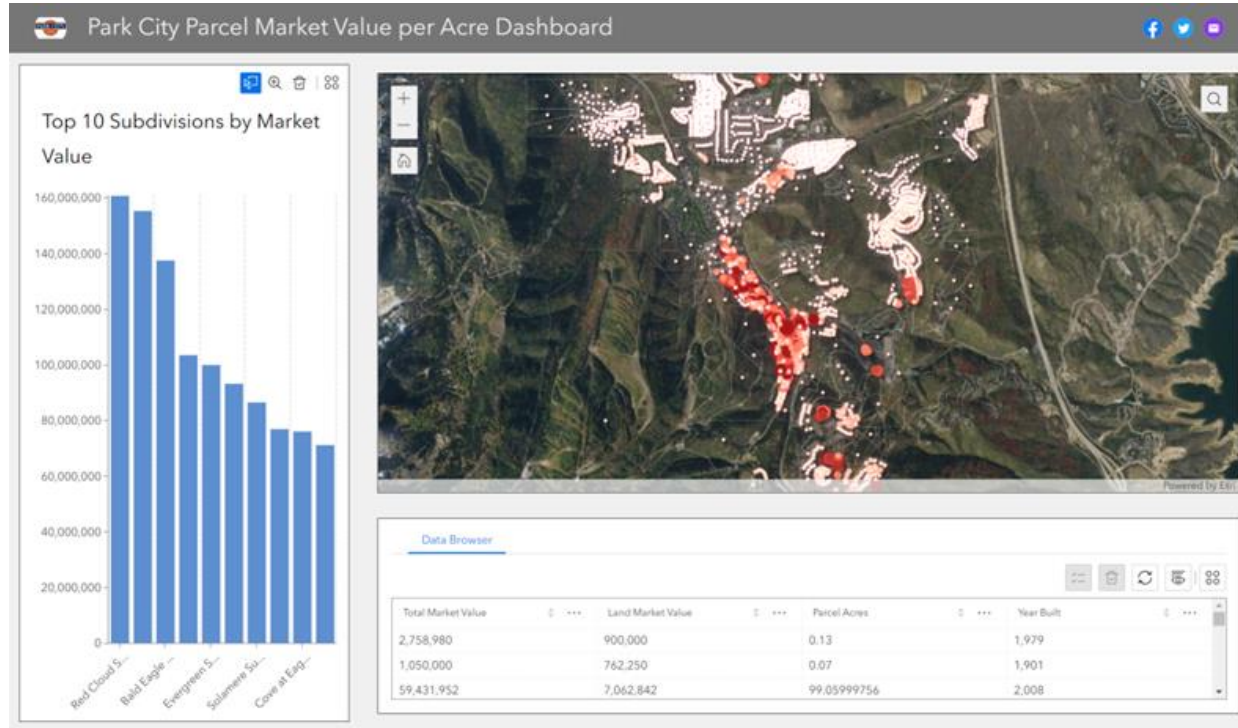 Park City Parcel Market Value per Acre Dashboard
Top 10 Subdivisions by Market
Value
160,000,000
140,000,000
120,000,000
100,000,000
80,000,000
60,000,000
40,000,000
20,000,000
0
Red Cloud S...
Bald Eagle ...
Evergreen S...
Solamere Su...
Cove at Eag...
Powered by Esri
Data Browser
Total Market Value Land Market Value Parcel Acres Year Built
2,758,980 900,000 0.13 1,979
1,050,000 762,250 0.07 1,901
59,431,952 7,062,842 99.05999756 2,008